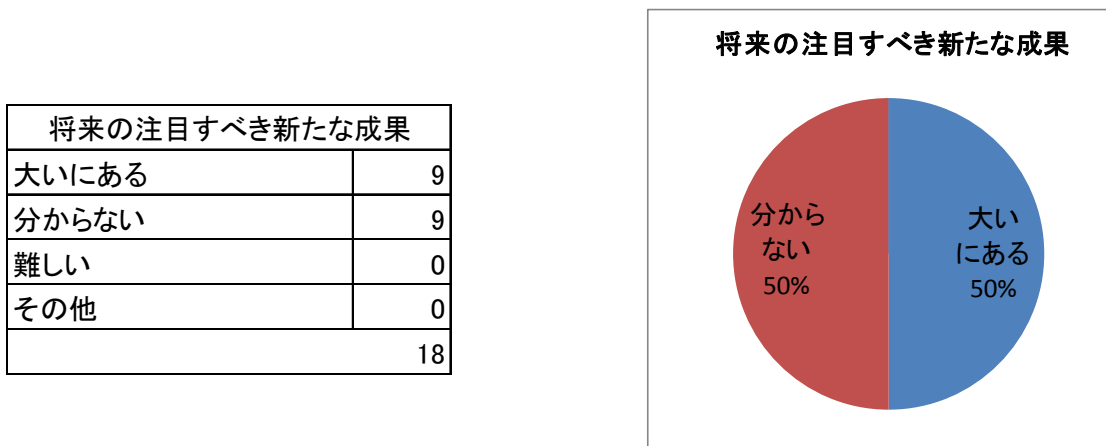 将来の注目すべき新たな成果
大いにある 9
分からない 9
難しい 0
その他 0
18
将来の注目すべき新たな成果
分から
ない
50%
大い
にある
50%